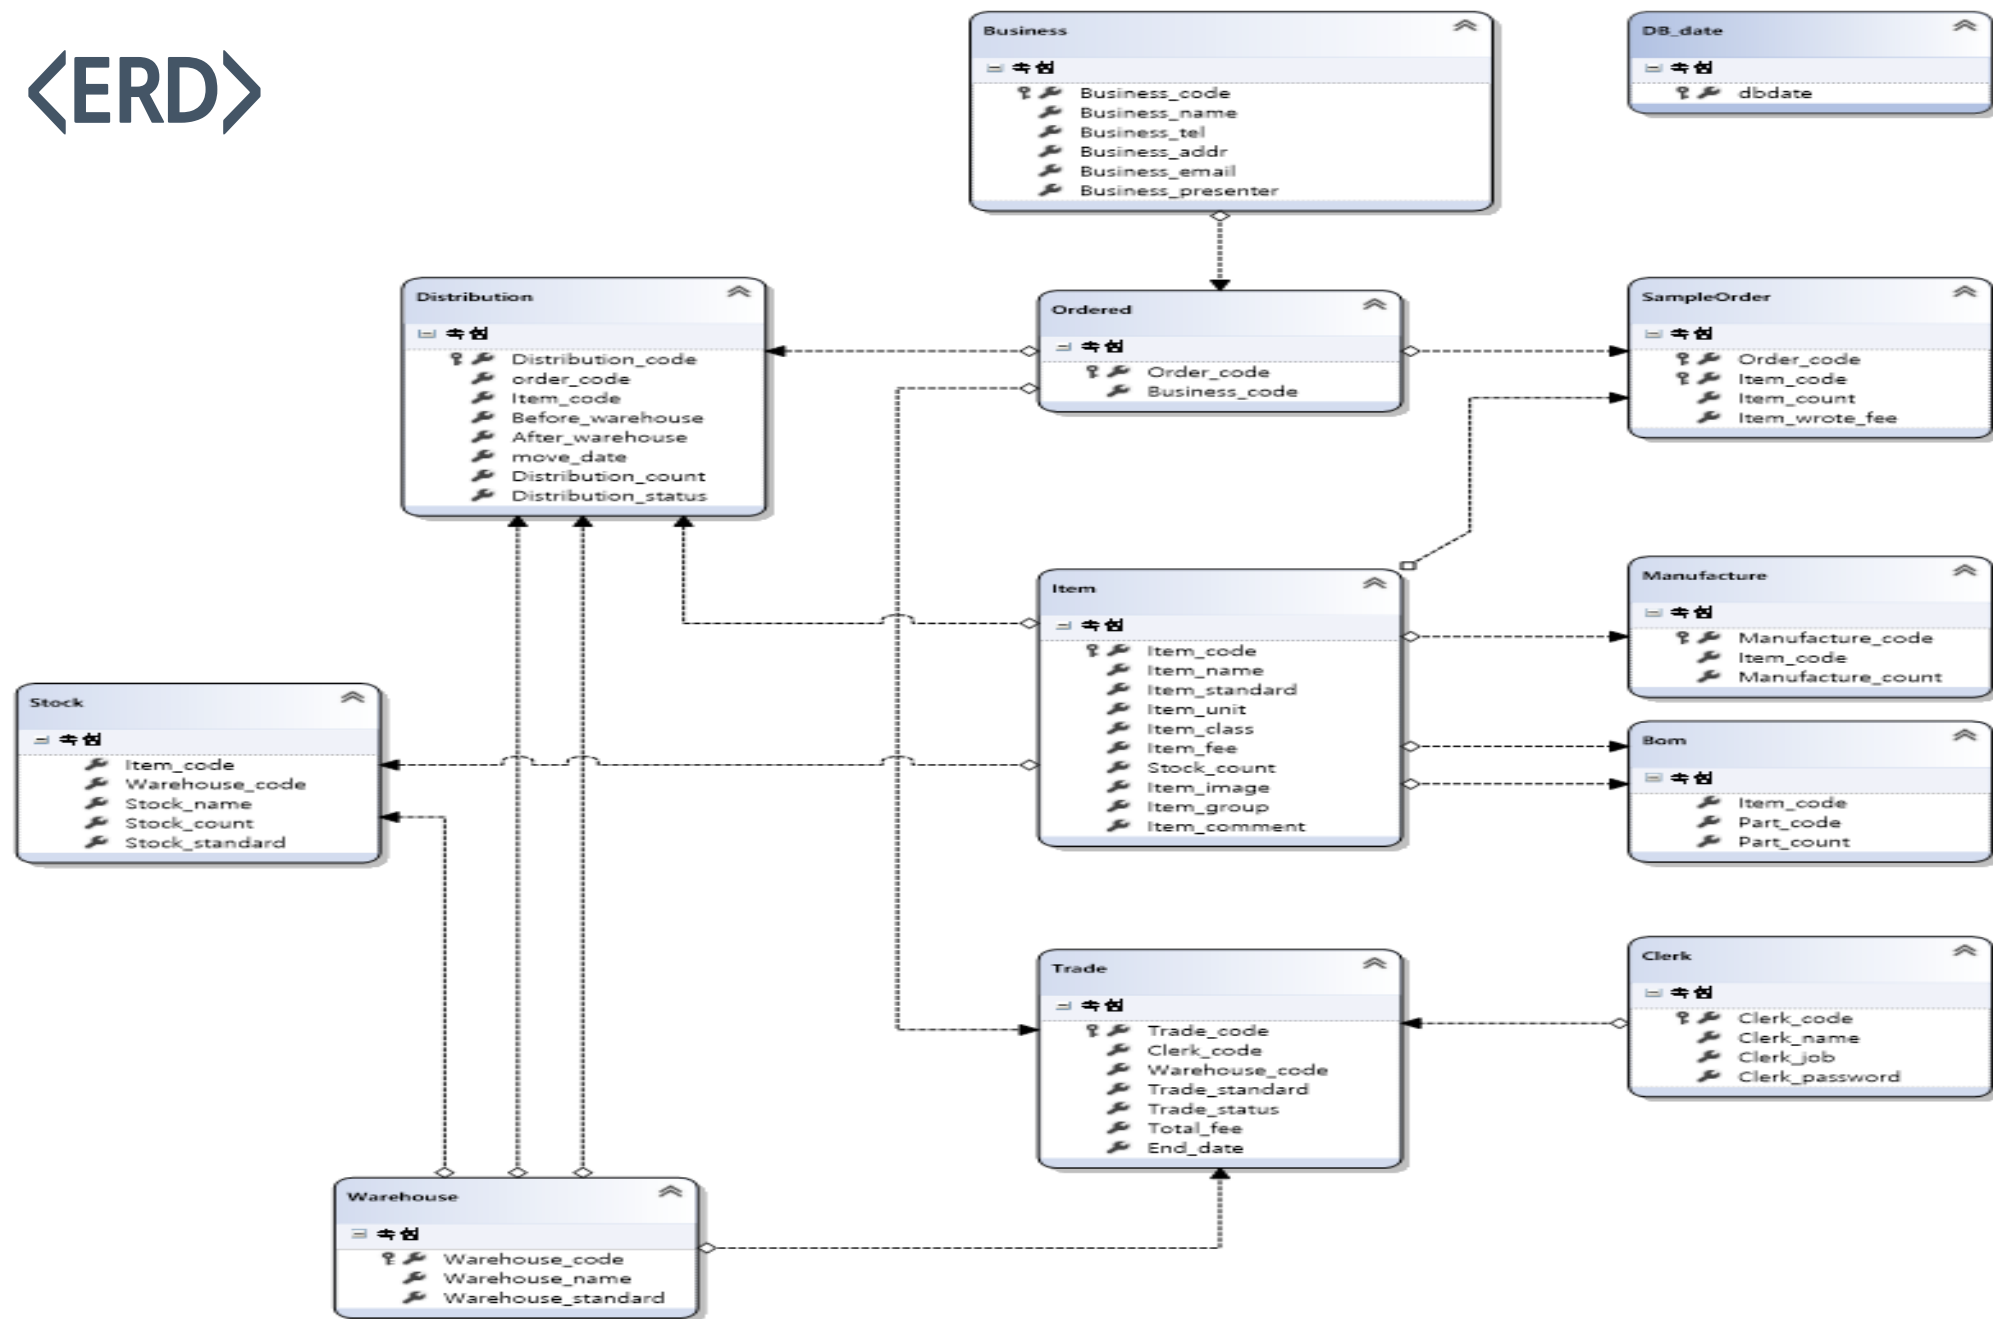 <ERD>
Business
속성
Business_code
Business_name
Business_tel
Business_addr
Business_email
Business_presenter
DB_date
속성
dbdate
Distribution
속성
Distribution_code
order_code
Item_code
Before_warehouse
After_warehouse
move_date
Distribution_count
Distribution_status
Ordered
속성
Order_code
Business_code
SampleOrder
속성
Order_code
Item_code
Item_count
Item_wrote_fee
Item
속성
Item_code
Item_name
Item_standard
Item_unit
Item_class
Item_fee
Stock_count
Item_image
Item_group
Item_comment
Manufacture
속성
Manufacture_code
Item_code
Manufacture_count
Stock
속성
Item_code
Warehouse_code
Stock_name
Stock_count
Stock_standard
Bom
속성
Item_code
Part_code
Part_count
Trade
속성
Trade_code
Clerk_code
Warehouse_code
Trade_standard
Trade_status
Total_fee
End_date
Clerk
속성
Clerk_code
Clerk_name
Clerk_job
Clerk_password
Warehouse
속성
Warehouse_code
Warehouse_name
Warehouse_standard